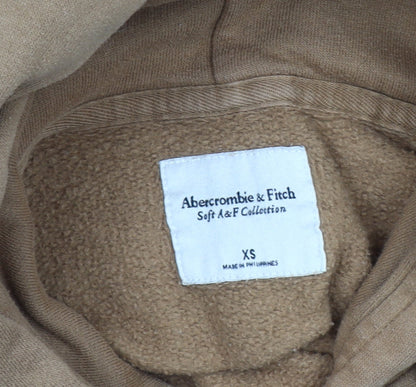 Abercrombie & Fitch
Soft A&F Collection
XS
MADE IN PHILIPPINES